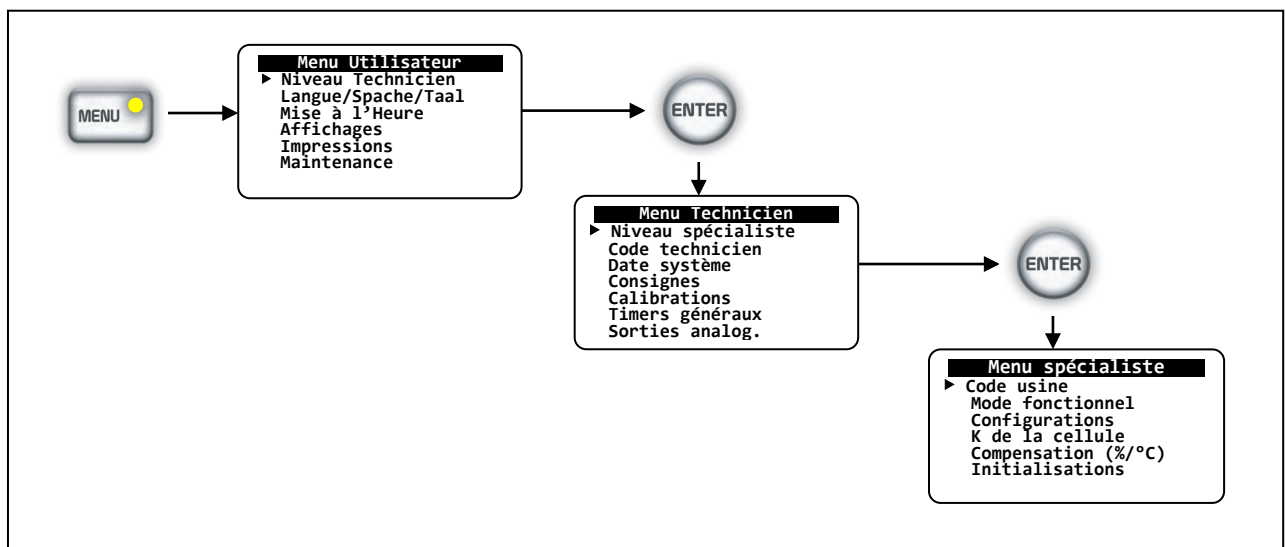 MENU
Menu Utilisateur
Niveau Technicien
Langue/Spache/Taal
Mise à l’Heure
Affichages
Impressions
Maintenance
ENTER
Menu Technicien
Niveau spécialiste
Code technicien
Date système
Consignes
Calibrations
Timers généraux
Sorties analog.
ENTER
Menu spécialiste
Code usine
Mode fonctionnel
Configurations
K de la cellule
Compensation (%/°C)
Initialisations